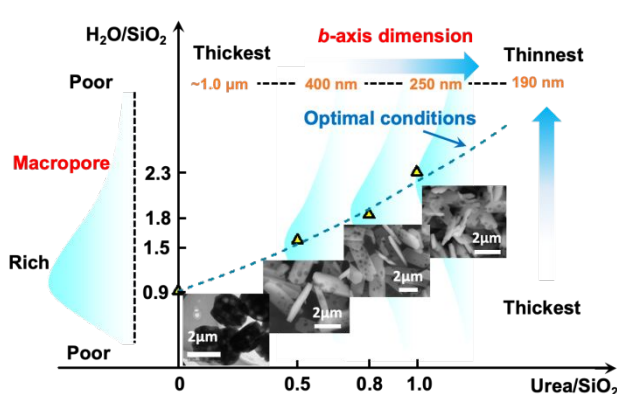 H₂O/SiO₂
b-axis dimension
Thickest
Thinnest
Poor
~1.0 μm
400 nm
250 nm
190 nm
Optimal conditions
Macropore
2.3
1.8
2μm
1.5
2μm
Rich
2μm
0.9
2μm
Thickest
Poor
0
0.5
0.8
1.0
Urea/SiO₂